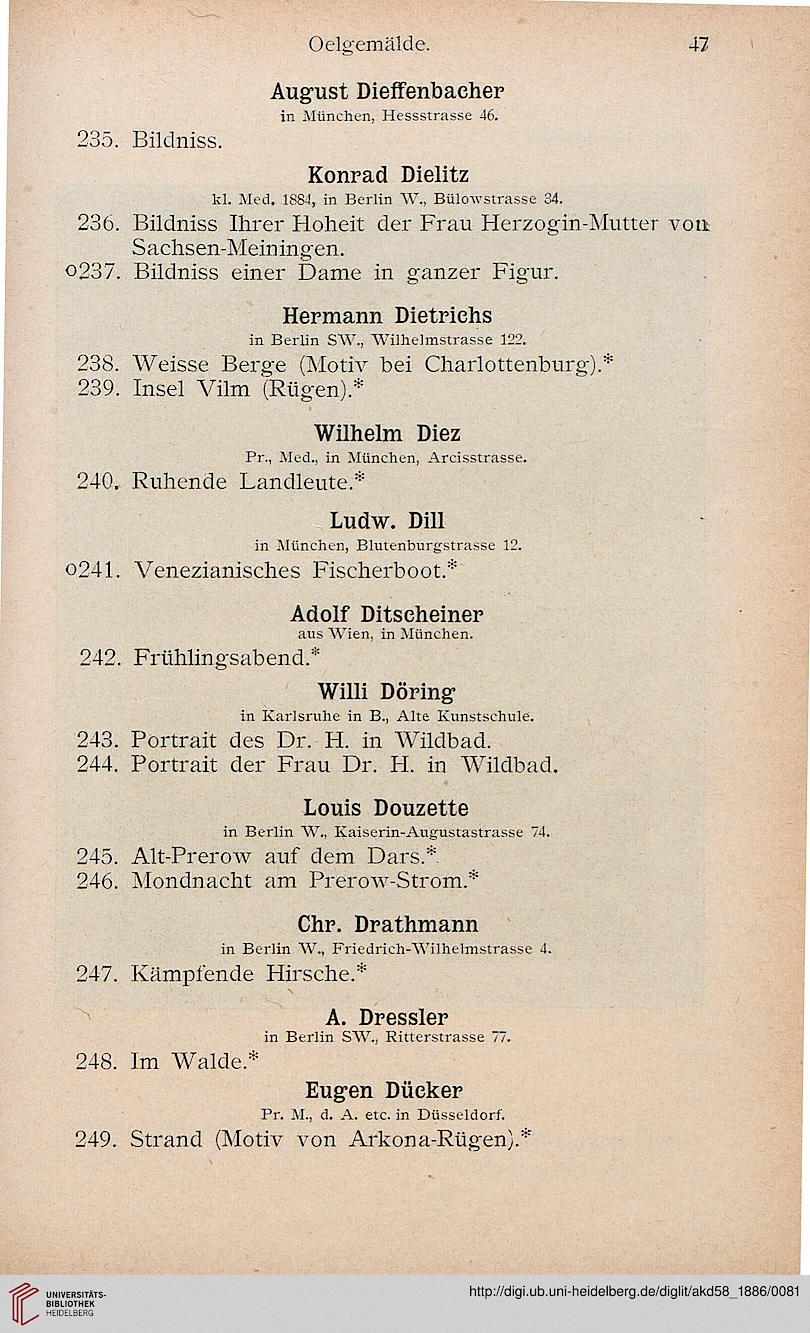 Oelgemälde. 47
August Dieffenbacher
in München, Hessstrasse 46.
235. Bildniss.
Konrad Dielitz
kl. Med. 1884, in Berlin W., Bülowstrasse 34.
236. Bildniss Ihrer Hoheit der Frau Herzogin-Mutter von
Sachsen-Meiningen.
o237. Bildniss einer Dame in ganzer Figur.
Hermann Dietrichs
in Berlin SW., Wilhelmstrasse 122.
238. Weisse Berge (Motiv bei Charlottenburg).*
239. Insel Vilm (Rügen).*
Wilhelm Diez
Pr., Med., in München, Arcisstrasse.
240. Ruhende Landleute.*
Ludw. Dill
in München, Blutenburgstrasse 12.
o241. Venezianisches Fischerboot.*
Adolf Ditscheiner
aus Wien, in München.
242. Frühlingsabend.*
Willi Döring
in Karlsruhe in B., Alte Kunstschule.
243. Portrait des Dr. H. in Wildbad.
244. Portrait der Frau Dr. H. in Wildbad.
Louis Douzette
in Berlin W., Kaiserin-Augustastrasse 74.
245. Alt-Prerow auf dem Dars.*
246. Mondnacht am Prerow-Strom.*
Chr. Drathmann
in Berlin W., Friedrich-Wilhelmstrasse 4.
247. Kämpfende Hirsche.*
A. Dressler
in Berlin SW., Ritterstrasse 77.
248. Im Walde.*
Eugen Dücker
Pr. M., d. A. etc. in Düsseldorf.
249. Strand (Motiv von Arkona-Rügen).*
UNIVERSITÄTS-
BIBLIOTHEK
HEIDELBERG
http://digi.ub.uni-heidelberg.de/diglit/akd58_1886/0081